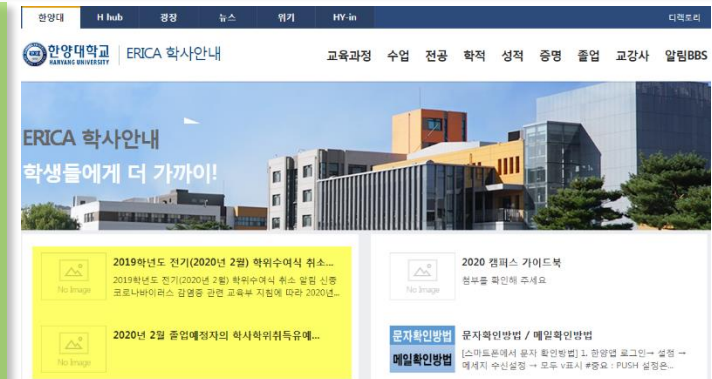 한양대 H hub 광장 뉴스 위키 HY-in 디렉토리
한양대학교 HANYANG UNIVERSITY ERICA 학사안내 교육과정 수업 전공 학적 성적 증명 졸업 교강사 알림BBS
ERICA 학사안내
학생들에게 더 가까이!
No Image
2019학년도 전기(2020년 2월) 학위수여식 취소...
2019학년도 전기(2020년 2월) 학위수여식 취소 알림 신종
코로나바이러스 감염증 관련 교육부 지침에 따라 2020년...
No Image
2020년 2월 졸업예정자의 학사학위취득유예...
No Image
2020 캠퍼스 가이드북
첨부를 확인해 주세요
문자확인방법
메일확인방법
문자확인방법 / 메일확인방법
[스마트폰에서 문자 확인방법] 1. 한양앱 로그인→ 설정 →
메세지 수신설정 → 모두 v표시 #중요 : PUSH 설정은...